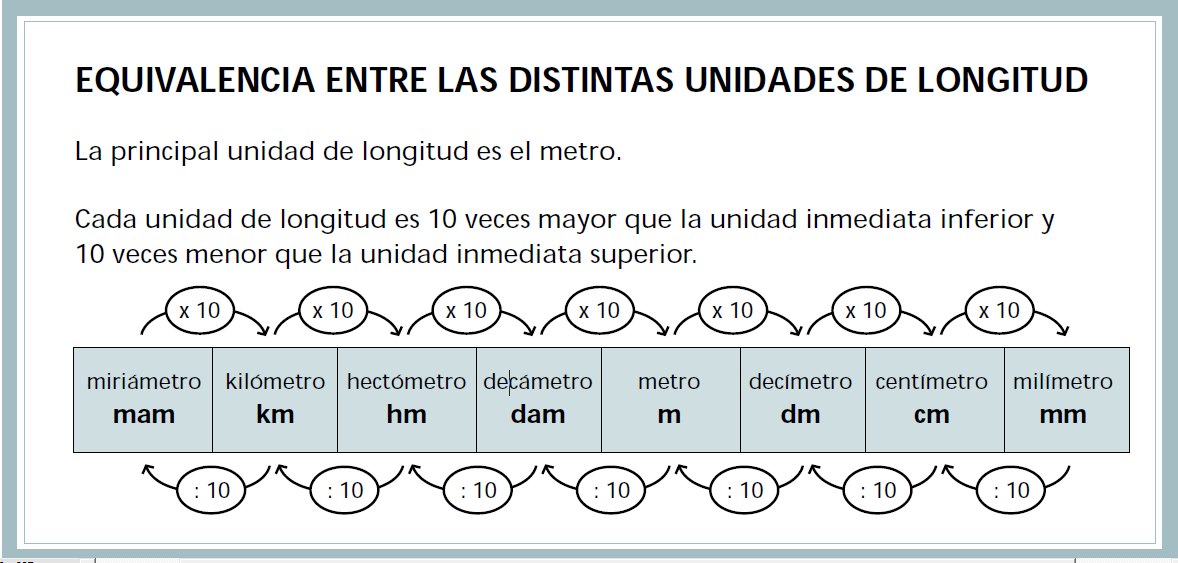 EQUIVALENCIA ENTRE LAS DISTINTAS UNIDADES DE LONGITUD
La principal unidad de longitud es el metro.
Cada unidad de longitud es 10 veces mayor que la unidad inmediata inferior y
10 veces menor que la unidad inmediata superior.
x 10 x 10 x 10 x 10 x 10 x 10 x 10
miriámetro kilómetro hectómetro decámetro metro decímetro centímetro milímetro
mam km hm dam m dm cm mm
: 10 : 10 : 10 : 10 : 10 : 10 : 10